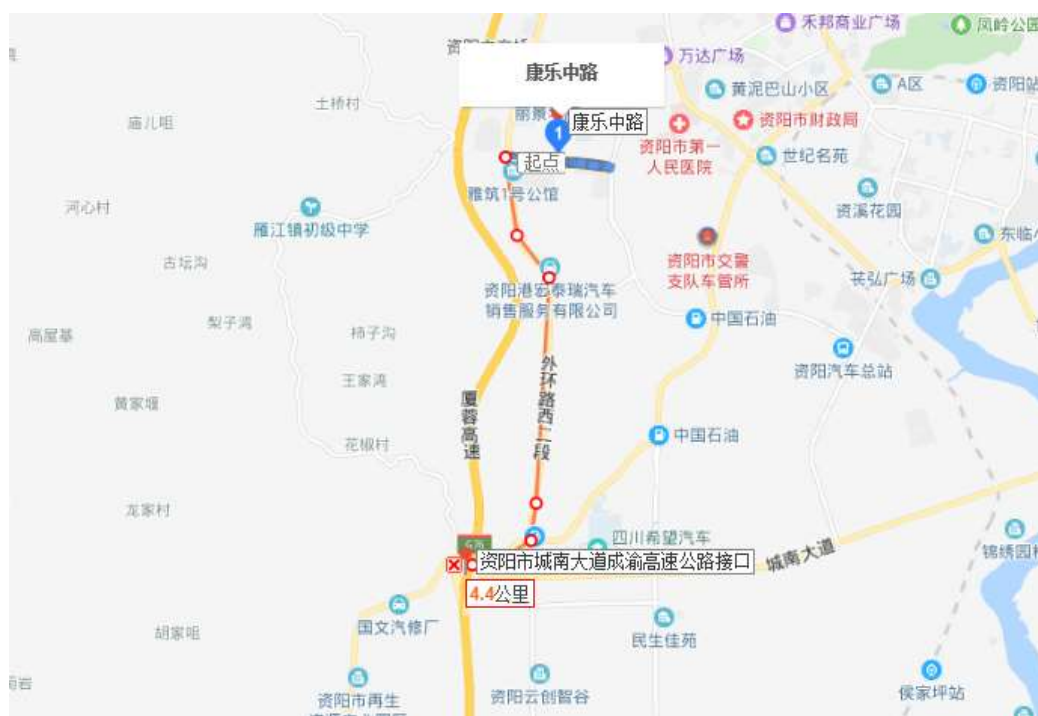 禾邦商业广场
凤岭公园
万达广场
康乐中路
黄泥巴山小区
A区
资阳站
土桥村
庙儿咀
丽景
康乐中路
资阳市财政局
1
资阳市第一
人民医院
世纪名苑
起点
雅筑1号公馆
资溪花园
河心村
雁江镇初级中学
东临小
资阳市交警
支队车管所
古坛沟
苌弘广场
资阳港宏泰瑞汽车
销售服务有限公司
中国石油
梨子湾
高屋基
柿子沟
资阳汽车总站
外环路西二段
王家湾
黄家堰
厦蓉高速
花椒村
中国石油
龙家村
四川希望汽车
城南大道
锦绣园
资阳市城南大道成渝高速公路接口
4.4公里
国文汽修厂
胡家咀
民生佳苑
侯家坪站
资阳市再生
资阳云创智谷